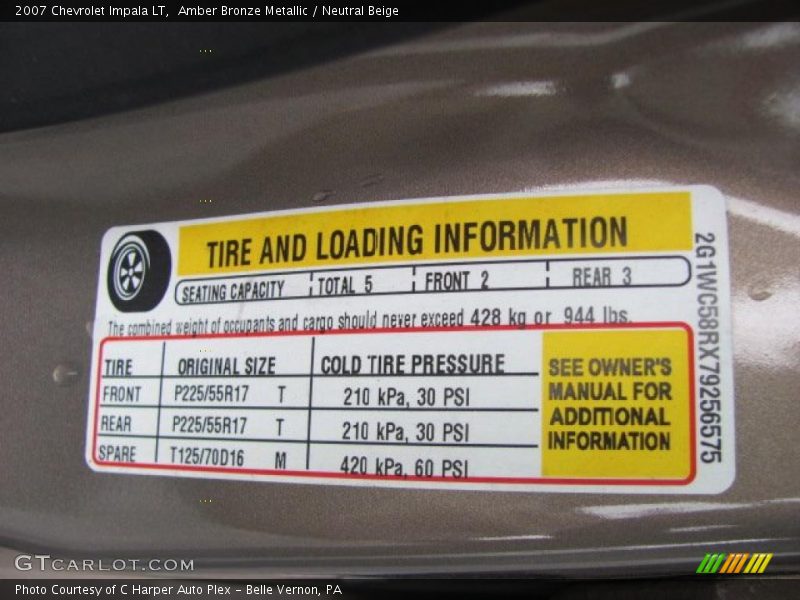 2007 Chevrolet Impala LT, Amber Bronze Metallic / Neutral Beige
TIRE AND LOADING INFORMATION
SEATING CAPACITY TOTAL 5 FRONT 2 REAR 3
The combined weight of occupants and cargo should never exceed 428 kg or 944 lbs.
TIRE ORIGINAL SIZE COLD TIRE PRESSURE
FRONT P225/55R17 T 210 kPa, 30 PSI
REAR P225/55R17 T 210 kPa, 30 PSI
SPARE T125/70D16 M 420 kPa, 60 PSI
SEE OWNER'S
MANUAL FOR
ADDITIONAL
INFORMATION
2G1WC58RX79256575
GTCARLOT.COM
Photo Courtesy of C Harper Auto Plex - Belle Vernon, PA